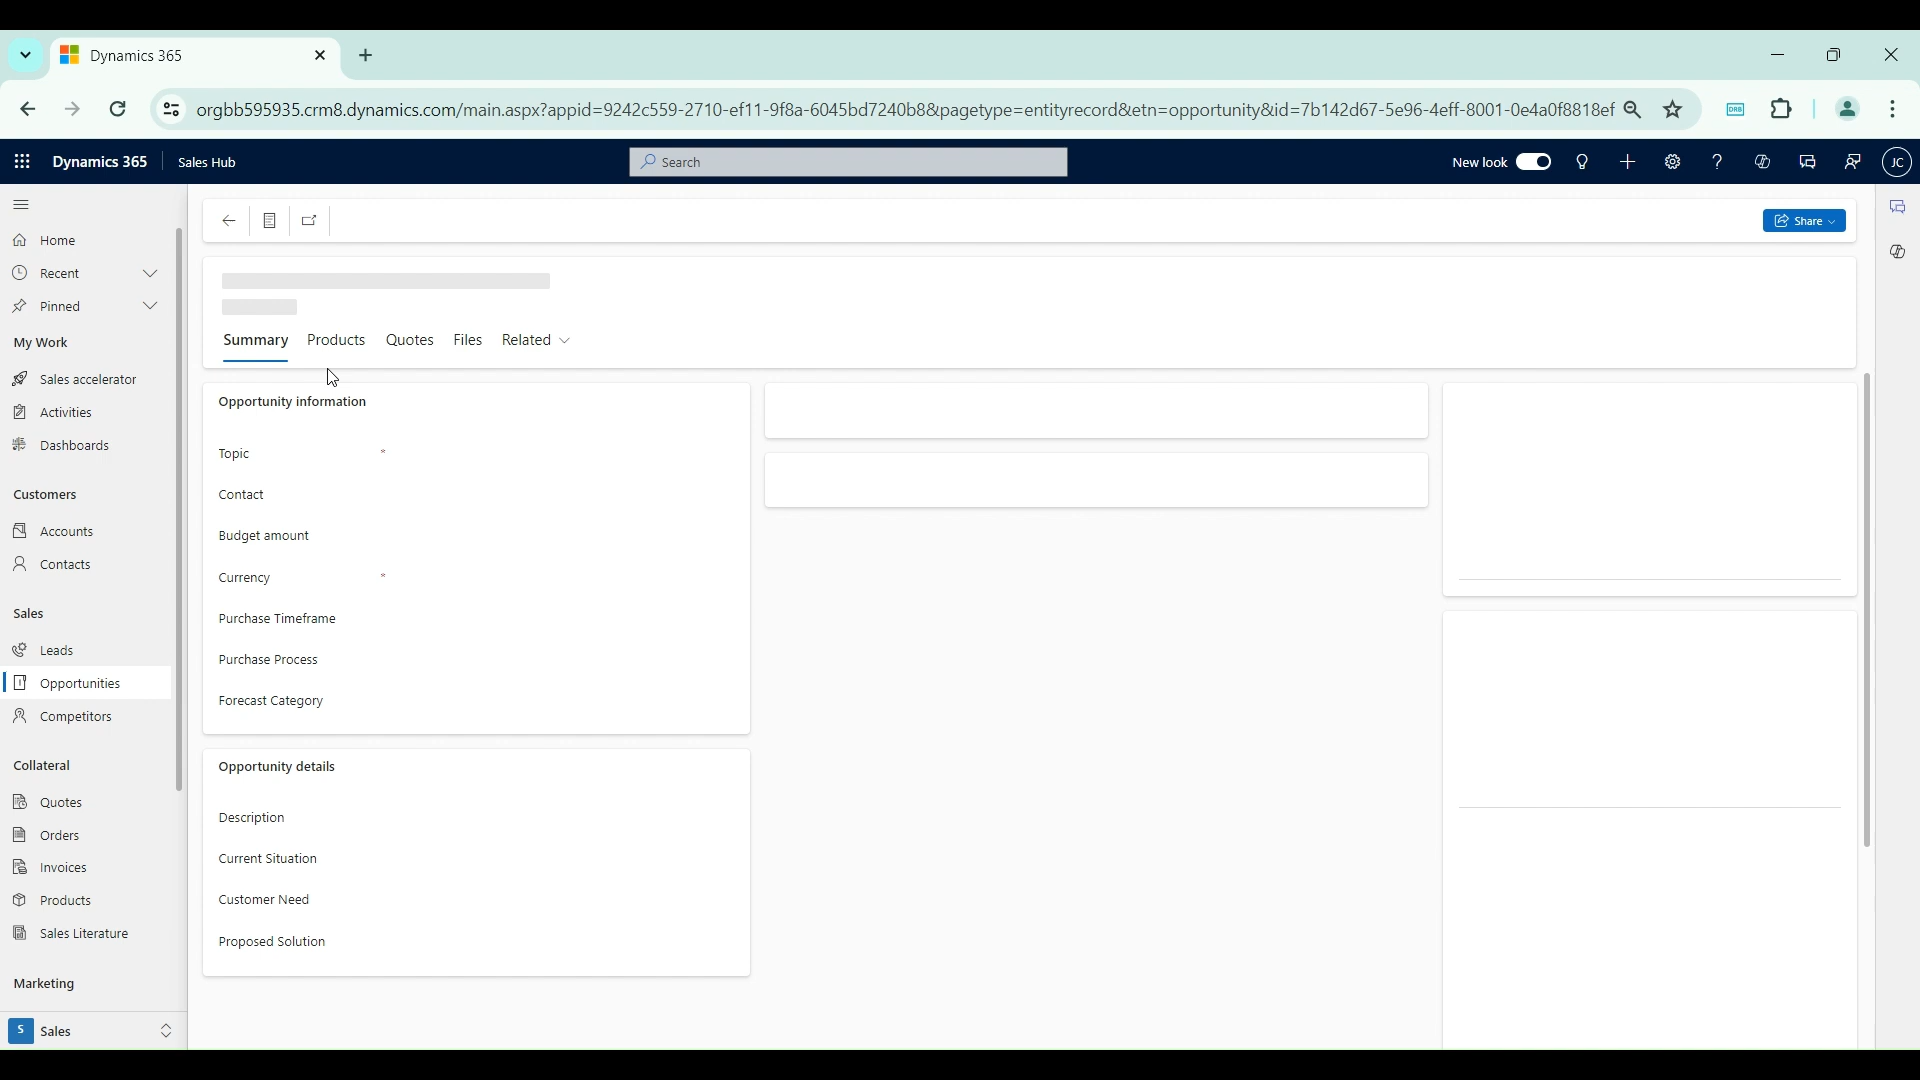 Dynamics 365
orgbb595935.crm8.dynamics.com/main.aspx?appid=9242c559-2710-ef11-9f8a-6045bd7240b8&pagetype=entityrecord&etn=opportunity&id=7b142d67-5e96-4eff-8001-0e4a0f8818ef
DRB
Dynamics 365
Sales Hub
Search
New look
JC
Share
Home
Recent
Pinned
My Work
Sales accelerator
Activities
Dashboards
Customers
Accounts
Contacts
Sales
Leads
Opportunities
Competitors
Collateral
Quotes
Orders
Invoices
Products
Sales Literature
Marketing
S Sales
Summary Products Quotes Files Related
Opportunity information
Topic *
Contact
Budget amount
Currency *
Purchase Timeframe
Purchase Process
Forecast Category
Opportunity details
Description
Current Situation
Customer Need
Proposed Solution